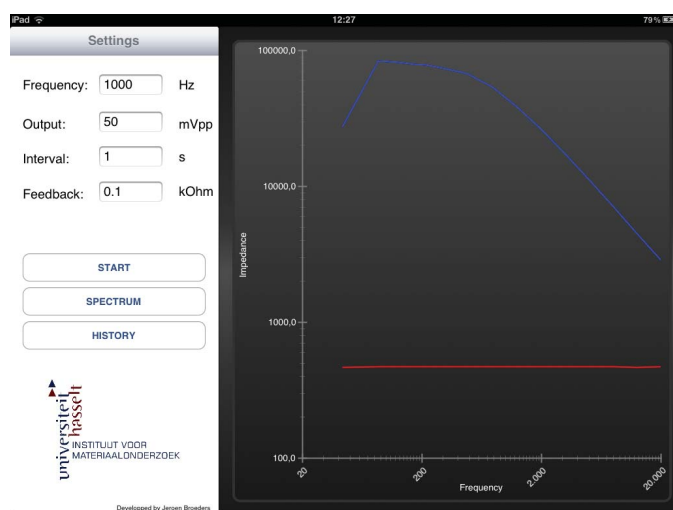 iPad 12:27 79 %
Settings
Frequency: 1000 Hz
Output: 50 mVpp
Interval: 1 s
Feedback: 0.1 kOhm
START
SPECTRUM
HISTORY
universiteit
hasselt
INSTITUUT VOOR
MATERIAALONDERZOEK
Developped by Jeroen Broeders
100000,0
10000,0
1000,0
100,0
Impedance
20
200
2.000
20.000
Frequency